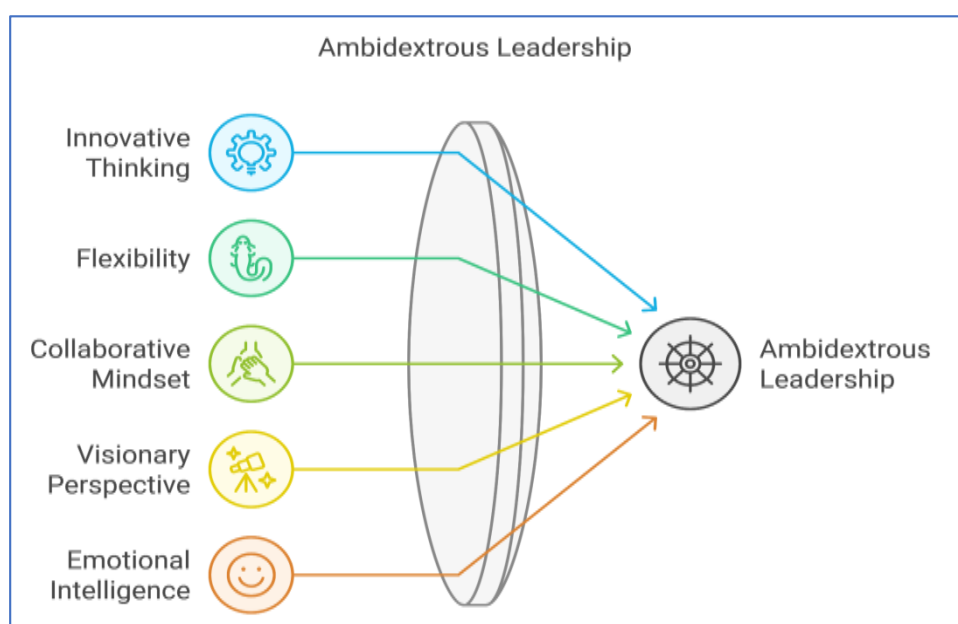 Ambidextrous Leadership
Innovative
Thinking
Flexibility
Collaborative
Mindset
Visionary
Perspective
Emotional
Intelligence
Ambidextrous
Leadership